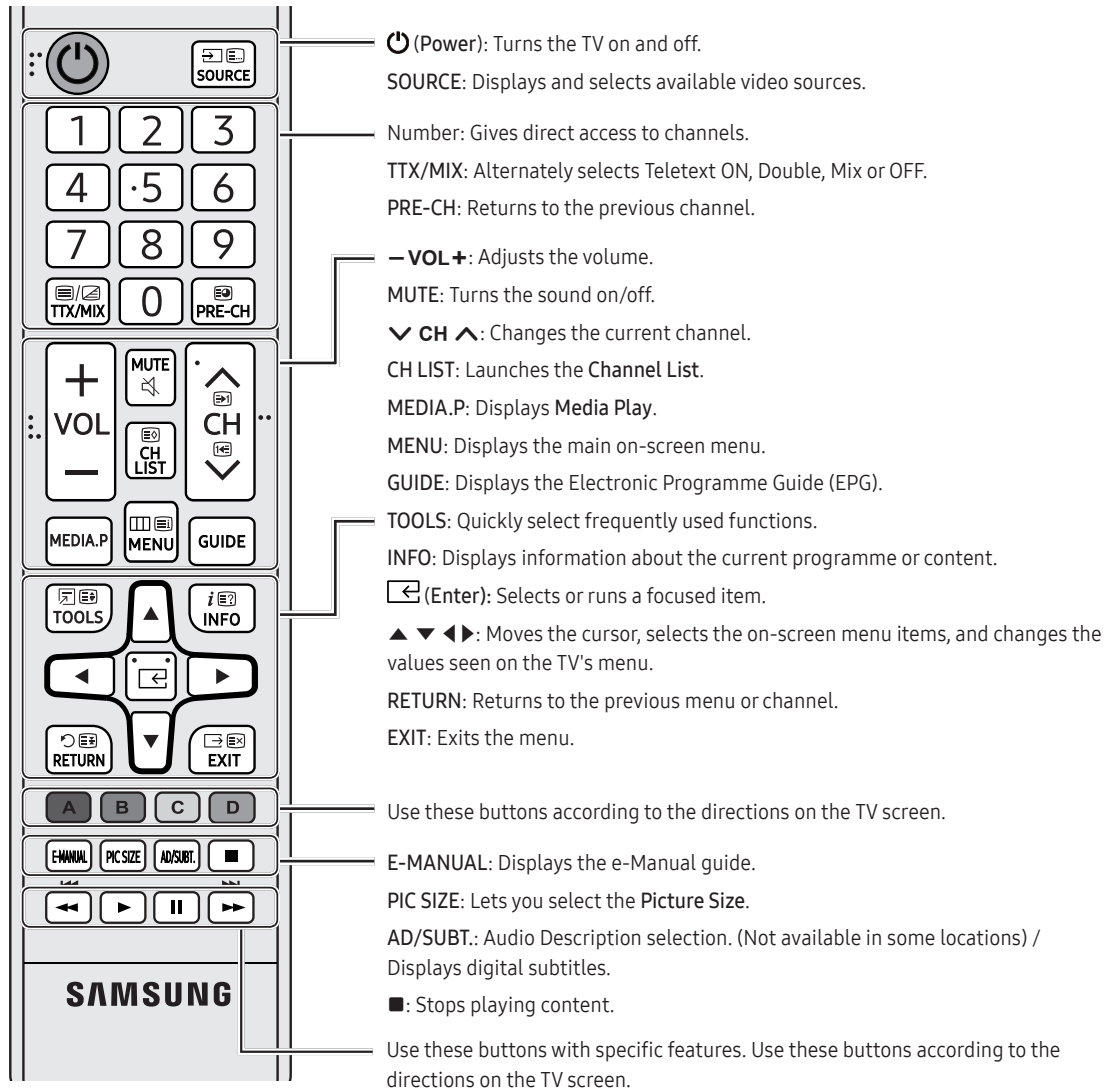 SOURCE
1 2 3
4 ·5 6
7 8 9
TTX/MIX 0 PRE-CH
+ VOL –
MUTE
CH LIST
CH
MEDIA.P MENU GUIDE
TOOLS INFO
RETURN EXIT
A B C D
E-MANUAL PIC SIZE AD/SUBT.
SAMSUNG
(Power): Turns the TV on and off.
SOURCE: Displays and selects available video sources.
Number: Gives direct access to channels.
TTX/MIX: Alternately selects Teletext ON, Double, Mix or OFF.
PRE-CH: Returns to the previous channel.
– VOL +: Adjusts the volume.
MUTE: Turns the sound on/off.
CH : Changes the current channel.
CH LIST: Launches the Channel List.
MEDIA.P: Displays Media Play.
MENU: Displays the main on-screen menu.
GUIDE: Displays the Electronic Programme Guide (EPG).
TOOLS: Quickly select frequently used functions.
INFO: Displays information about the current programme or content.
(Enter): Selects or runs a focused item.
▲ ▼ ◀ ▶: Moves the cursor, selects the on-screen menu items, and changes the
values seen on the TV's menu.
RETURN: Returns to the previous menu or channel.
EXIT: Exits the menu.
Use these buttons according to the directions on the TV screen.
E-MANUAL: Displays the e-Manual guide.
PIC SIZE: Lets you select the Picture Size.
AD/SUBT.: Audio Description selection. (Not available in some locations) /
Displays digital subtitles.
■: Stops playing content.
Use these buttons with specific features. Use these buttons according to the
directions on the TV screen.